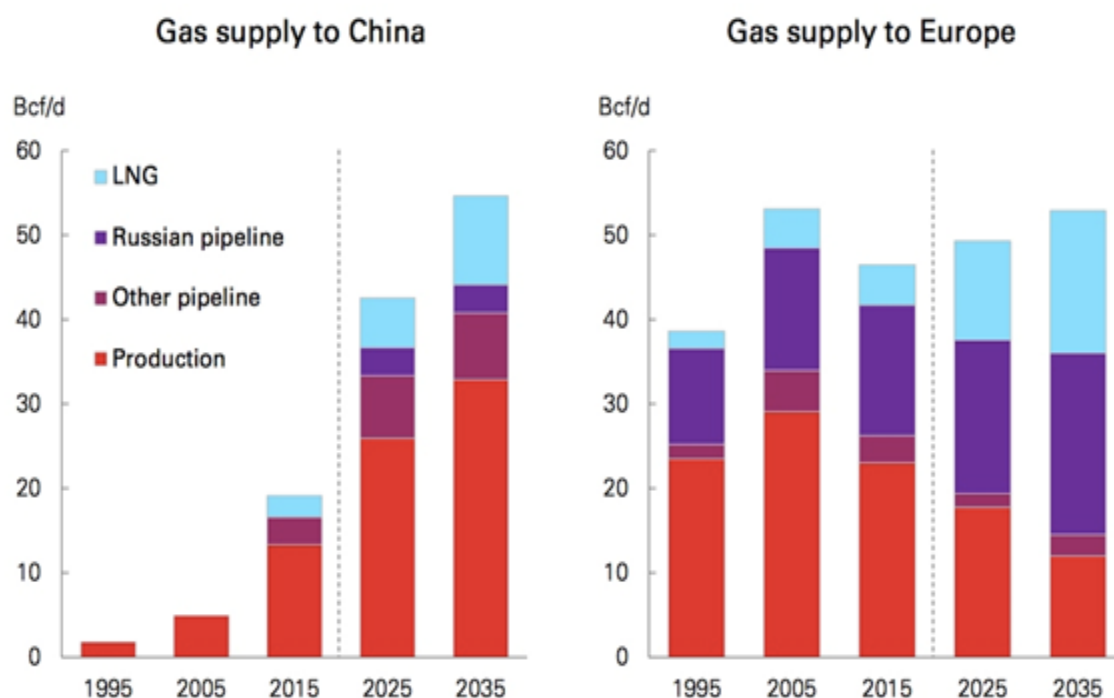 Gas supply to China
Bcf/d
60
50
40
30
20
10
0
LNG
Russian pipeline
Other pipeline
Production
1995 2005 2015 2025 2035
Gas supply to Europe
Bcf/d
60
50
40
30
20
10
0
1995 2005 2015 2025 2035